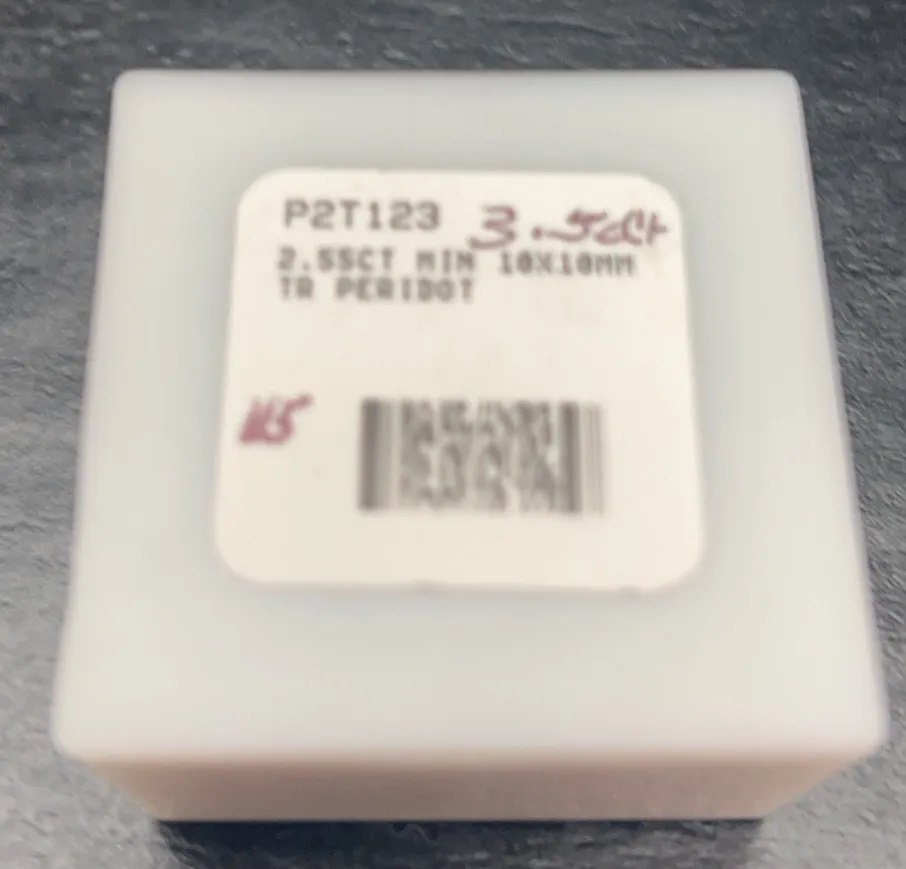 P2T123 3.5ct
2.55CT MIN 10X10MM
TR PERIDOT